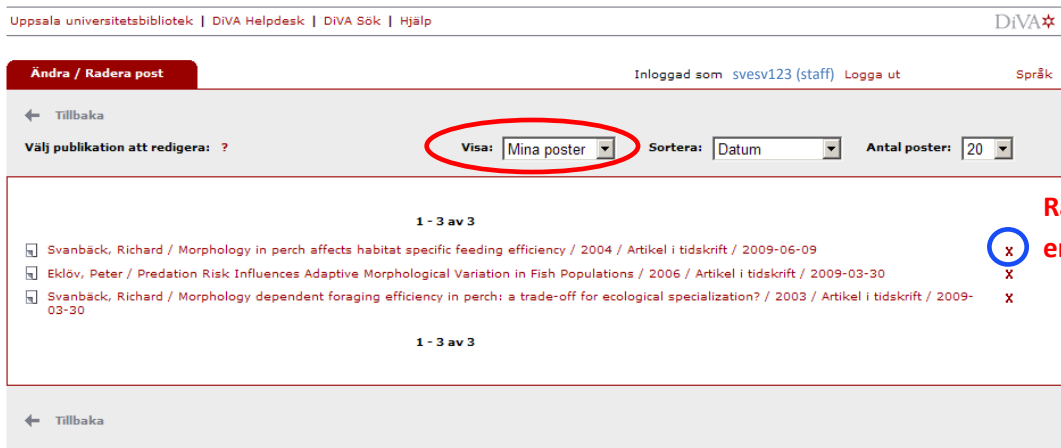 Uppsala universitetsbibliotek | DiVA Helpdesk | DiVA Sök | Hjälp DiVA
Ändra / Radera post Inloggad som svesv123 (staff) Logga ut Språk
Tillbaka
Välj publikation att redigera: ? Visa: Mina poster Sortera: Datum Antal poster: 20
1 - 3 av 3
Svanbäck, Richard / Morphology in perch affects habitat specific feeding efficiency / 2004 / Artikel i tidskrift / 2009-06-09 x
Eklöv, Peter / Predation Risk Influences Adaptive Morphological Variation in Fish Populations / 2006 / Artikel i tidskrift / 2009-03-30 x
Svanbäck, Richard / Morphology dependent foraging efficiency in perch: a trade-off for ecological specialization? / 2003 / Artikel i tidskrift / 2009- x
03-30
1 - 3 av 3
Tillbaka